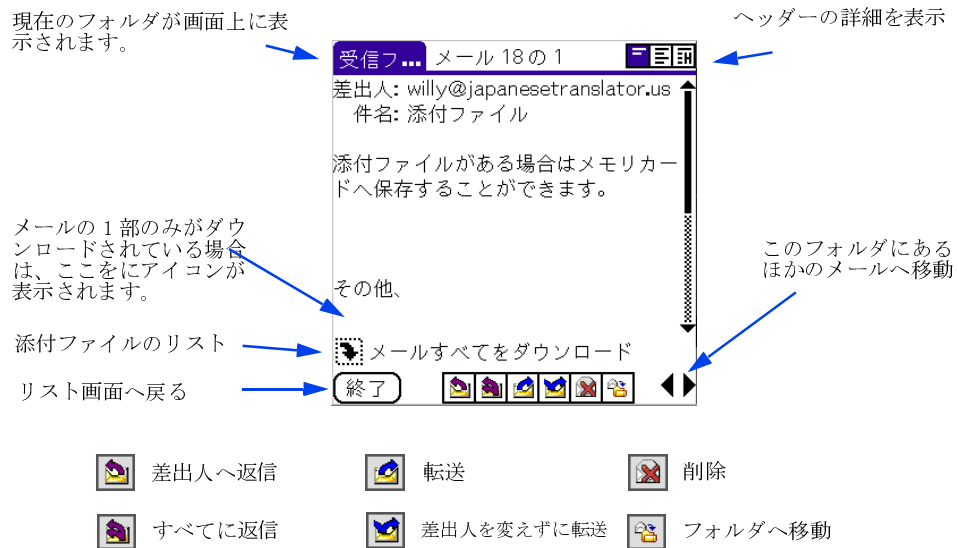 現在のフォルダが画面上に表
示されます。
ヘッダーの詳細を表示
受信フ... メール 18 の 1
差出人: willy@japanesetranslator.us
件名: 添付ファイル
添付ファイルがある場合はメモリカー
ドへ保存することができます。
メールの 1 部のみがダウ
ンロードされている場合
は、ここをにアイコンが
表示されます。
このフォルダにある
ほかのメールへ移動
その他、
添付ファイルのリスト
メールすべてをダウンロード
リスト画面へ戻る
終了
差出人へ返信
転送
削除
すべてに返信
差出人を変えずに転送
フォルダへ移動